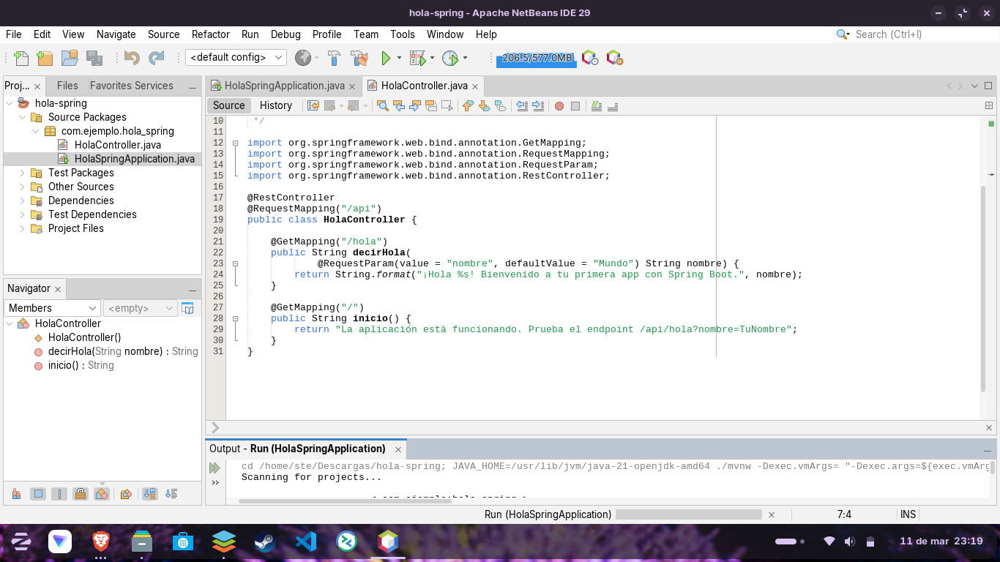 hola-spring - Apache NetBeans IDE 29
File Edit View Navigate Source Refactor Run Debug Profile Team Tools Window Help
Search (Ctrl+I)
<default config>
206.5/577.0MB
Proj... Files Favorites Services
hola-spring
Source Packages
com.ejemplo.hola_spring
HolaController.java
HolaSpringApplication.java
Test Packages
Other Sources
Dependencies
Test Dependencies
Project Files
Navigator
Members
<empty>
HolaController
HolaController()
decirHola(String nombre) : String
inicio() : String
HolaSpringApplication.java HolaController.java
Source History
10 */
11
12 import org.springframework.web.bind.annotation.GetMapping;
13 import org.springframework.web.bind.annotation.RequestMapping;
14 import org.springframework.web.bind.annotation.RequestParam;
15 import org.springframework.web.bind.annotation.RestController;
16
17 @RestController
18 @RequestMapping("/api")
19 public class HolaController {
20
21 @GetMapping("/hola")
22 public String decirHola(
23 @RequestParam(value = "nombre", defaultValue = "Mundo") String nombre) {
24 return String.format("¡Hola %s! Bienvenido a tu primera app con Spring Boot.", nombre);
25 }
26
27 @GetMapping("/")
28 public String inicio() {
29 return "La aplicación está funcionando. Prueba el endpoint /api/hola?nombre=TuNombre";
30 }
31 }
Output - Run (HolaSpringApplication)
cd /home/ste/Descargas/hola-spring; JAVA_HOME=/usr/lib/jvm/java-21-openjdk-amd64 ./mvnw -Dexec.vmArgs= "-Dexec.args=${exec.vmArg
Scanning for projects...
Run (HolaSpringApplication)
7:4
INS
11 de mar 23:19